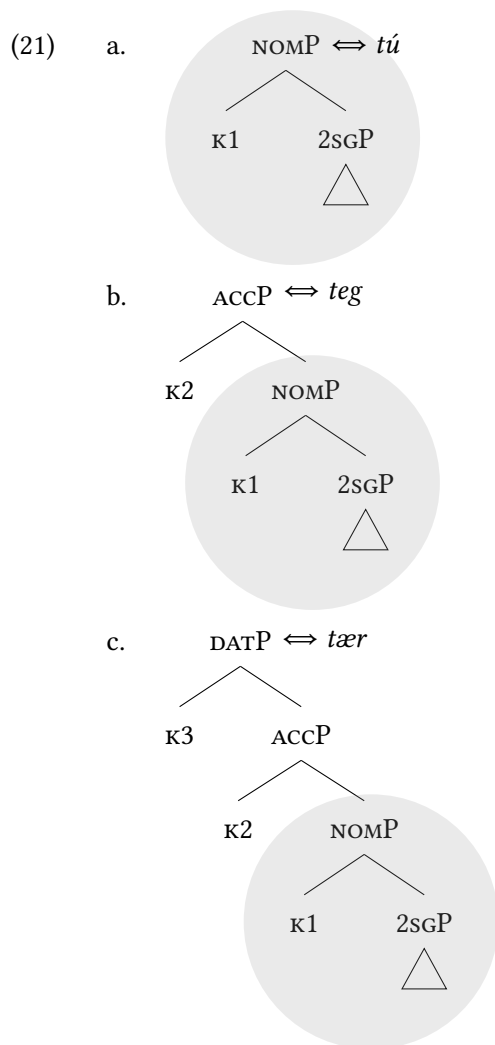 (21) a. NOMP ⇔ tú
K1 2SGP
b. ACCP ⇔ teg
K2 NOMP
K1 2SGP
c. DATP ⇔ tær
K3 ACCP
K2 NOMP
K1 2SGP